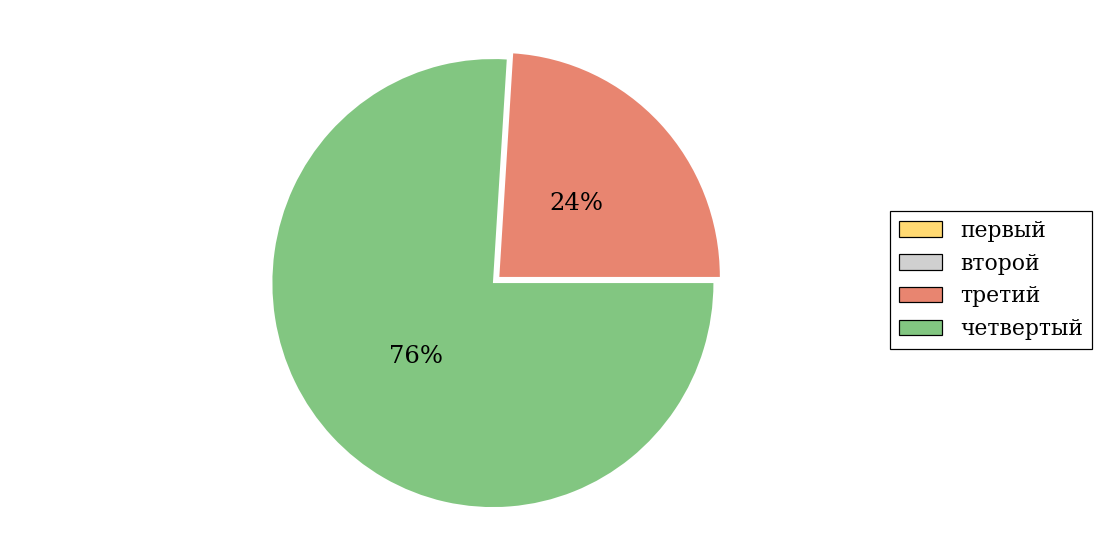 24%
76%
первый
второй
третий
четвертый